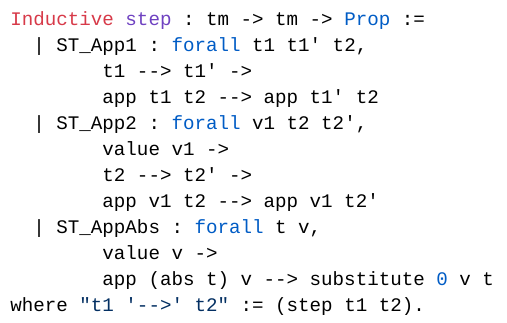 Inductive step : tm -> tm -> Prop :=
  | ST_App1 : forall t1 t1' t2,
        t1 --> t1' ->
        app t1 t2 --> app t1' t2
  | ST_App2 : forall v1 t2 t2',
        value v1 ->
        t2 --> t2' ->
        app v1 t2 --> app v1 t2'
  | ST_AppAbs : forall t v,
        value v ->
        app (abs t) v --> substitute 0 v t
where "t1 '-->' t2" := (step t1 t2).